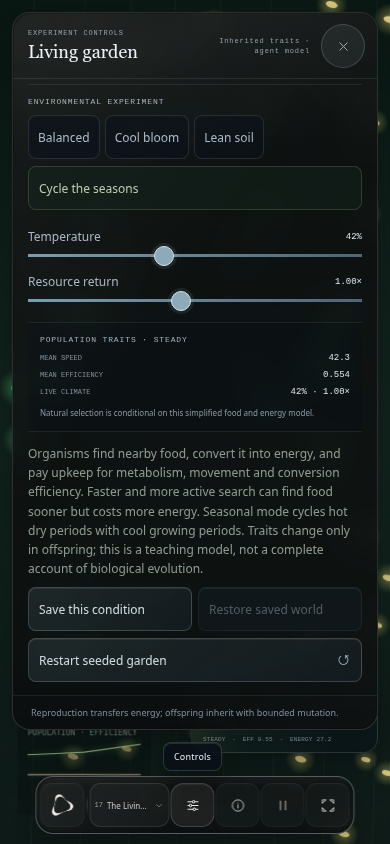 EXPERIMENT CONTROLS
Living garden
Inherited traits ·
agent model
ENVIRONMENTAL EXPERIMENT
Balanced
Cool bloom
Lean soil
Cycle the seasons
Temperature
42%
Resource return
1.00×
POPULATION TRAITS · STEADY
MEAN SPEED
42.3
MEAN EFFICIENCY
0.554
LIVE CLIMATE
42% · 1.00×
Natural selection is conditional on this simplified food and energy model.
Organisms find nearby food, convert it into energy, and
pay upkeep for metabolism, movement and conversion
efficiency. Faster and more active search can find food
sooner but costs more energy. Seasonal mode cycles hot
dry periods with cool growing periods. Traits change only
in offspring; this is a teaching model, not a complete
account of biological evolution.
Save this condition
Restore saved world
Restart seeded garden
Reproduction transfers energy; offspring inherit with bounded mutation.
POPULATION · EFFICIENCY
STEADY · EFF 0.55 · ENERGY 27.2
Controls
17 The Livin...